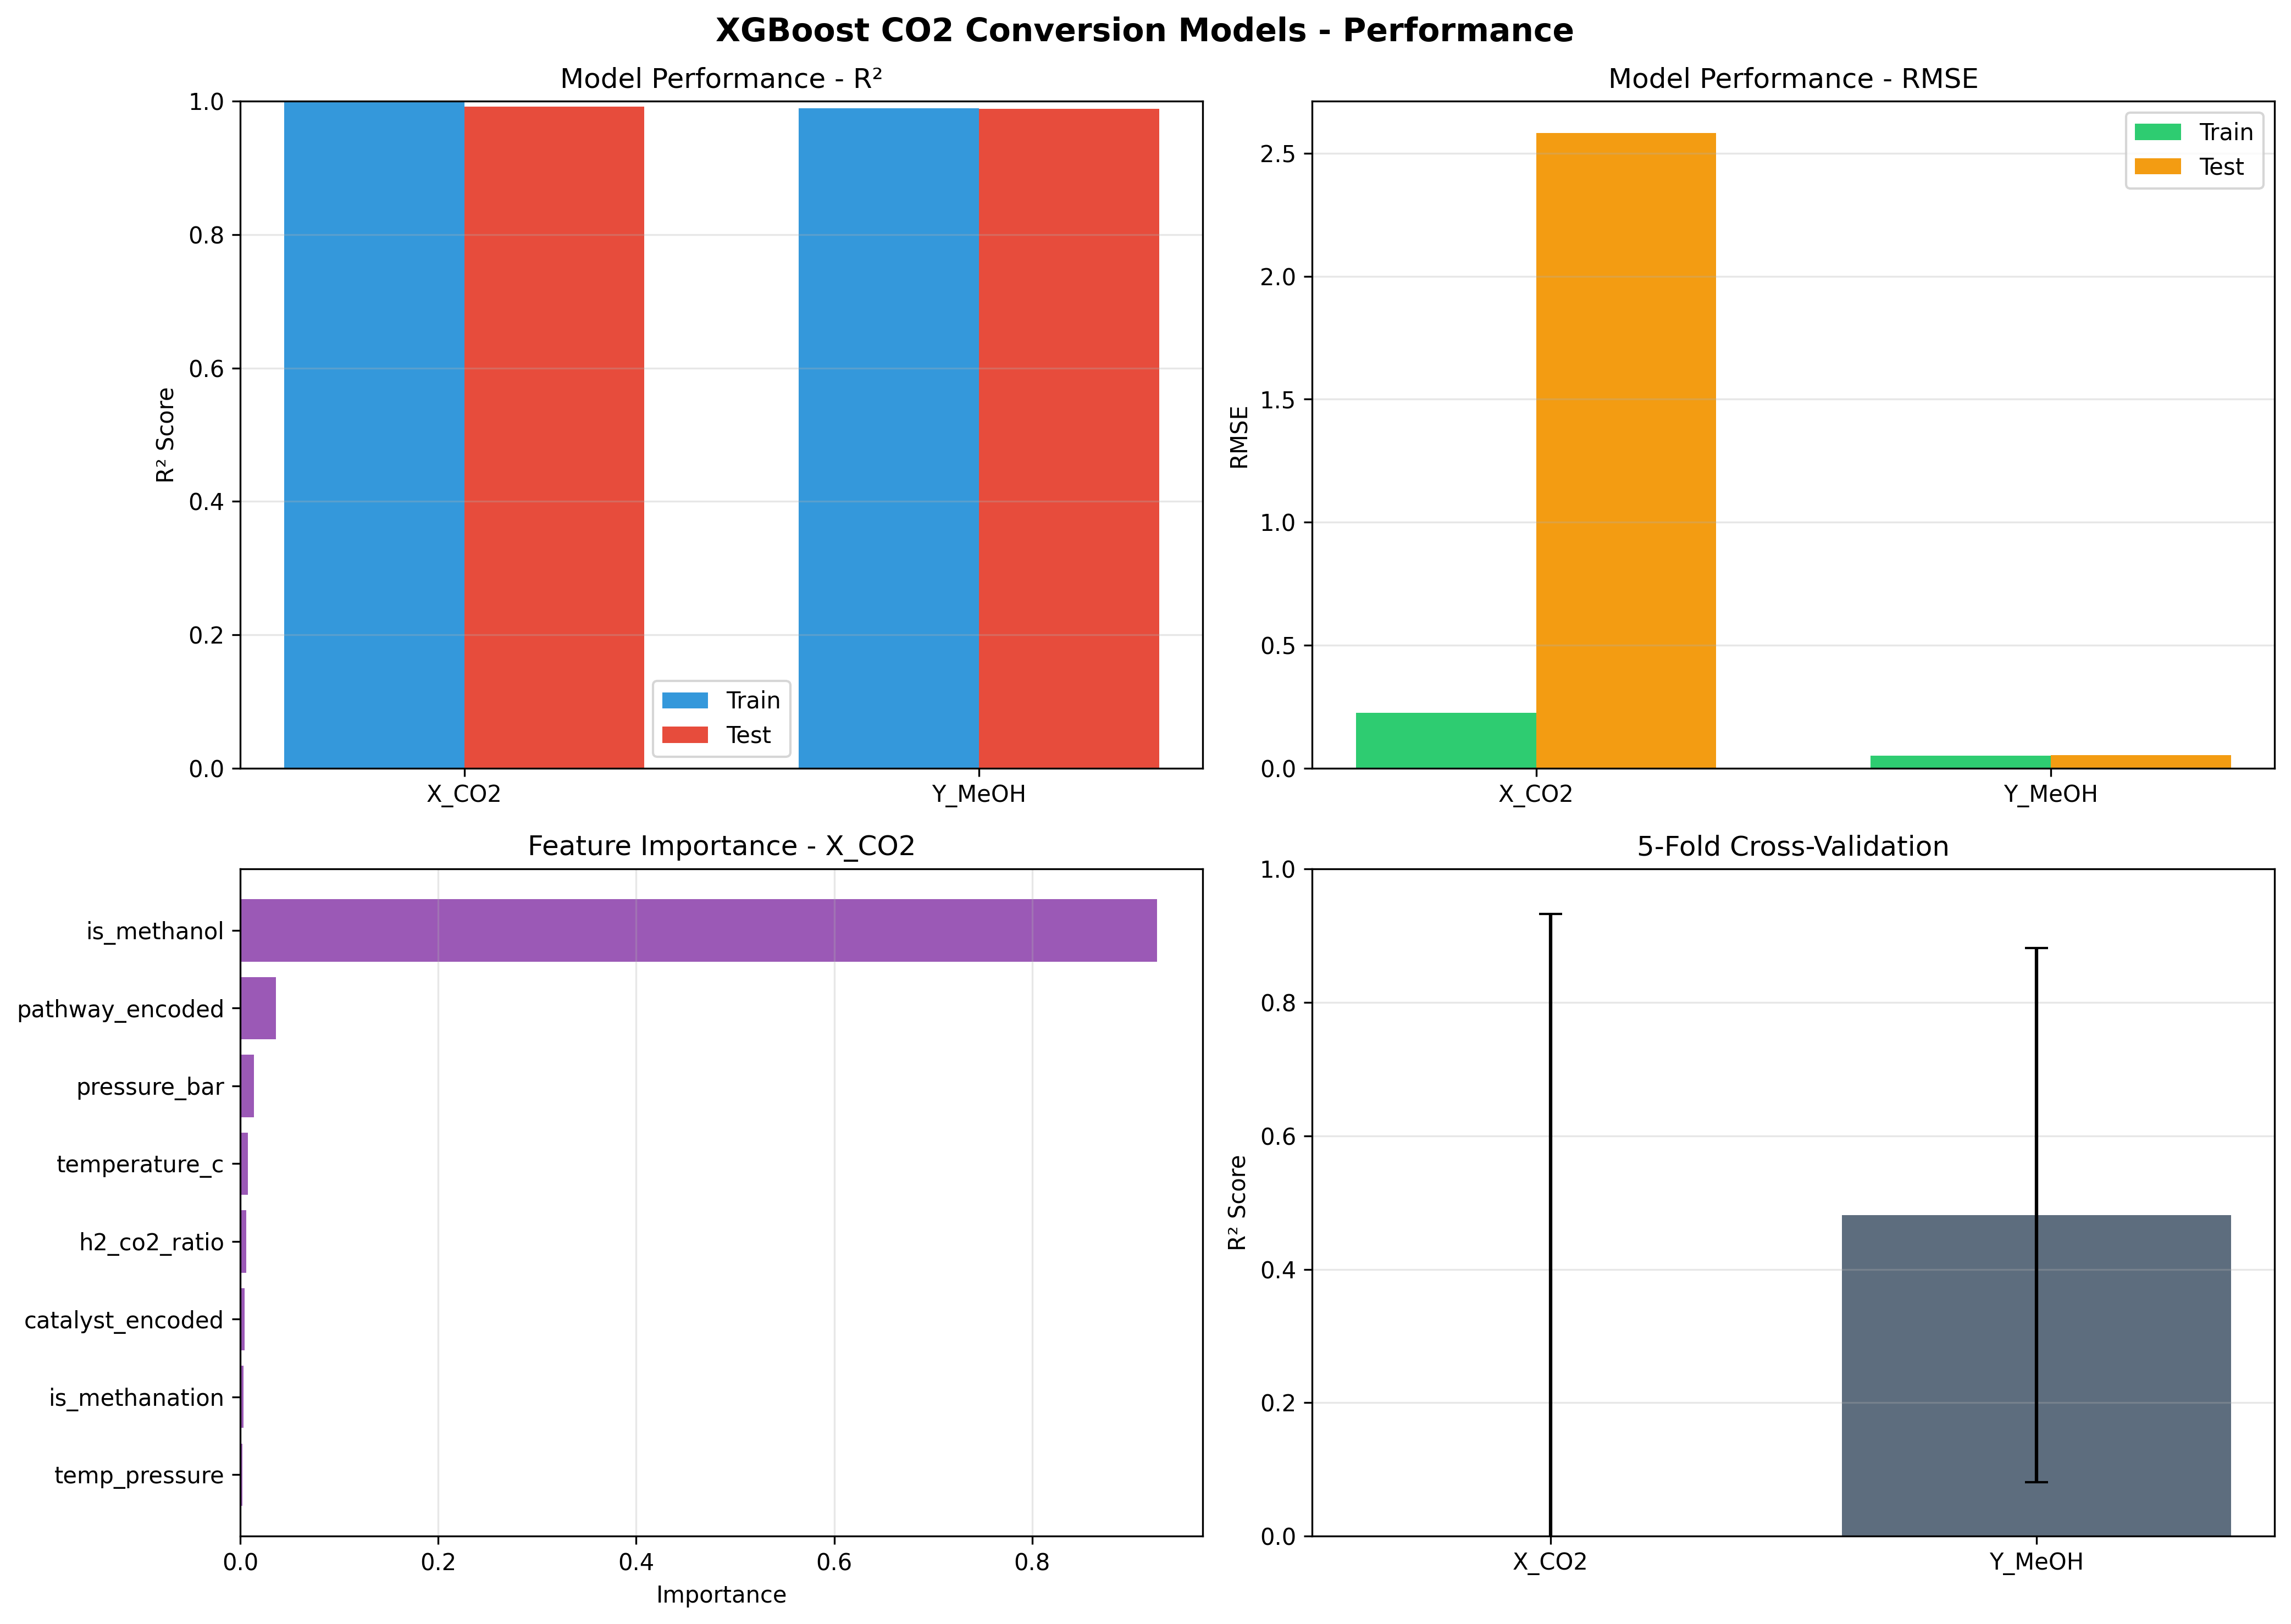 XGBoost CO2 Conversion Models - Performance
Model Performance - R²
1.0
0.8
0.6
0.4
0.2
0.0
R² Score
Train
Test
X_CO2
Y_MeOH
Model Performance - RMSE
2.5
2.0
1.5
1.0
0.5
0.0
RMSE
Train
Test
X_CO2
Y_MeOH
Feature Importance - X_CO2
is_methanol
pathway_encoded
pressure_bar
temperature_c
h2_co2_ratio
catalyst_encoded
is_methanation
temp_pressure
0.0
0.2
0.4
0.6
0.8
Importance
5-Fold Cross-Validation
1.0
0.8
0.6
0.4
0.2
0.0
R² Score
X_CO2
Y_MeOH